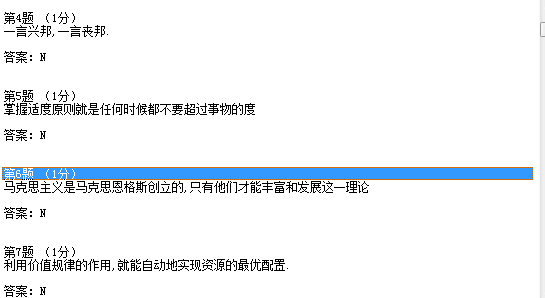 第4题 （1分）
一言兴邦,一言丧邦.
答案：N
第5题 （1分）
掌握适度原则就是任何时候都不要超过事物的度
答案：N
第6题 （1分）
马克思主义是马克思恩格斯创立的,只有他们才能丰富和发展这一理论
答案：N
第7题 （1分）
利用价值规律的作用,就能自动地实现资源的最优配置.
答案：N